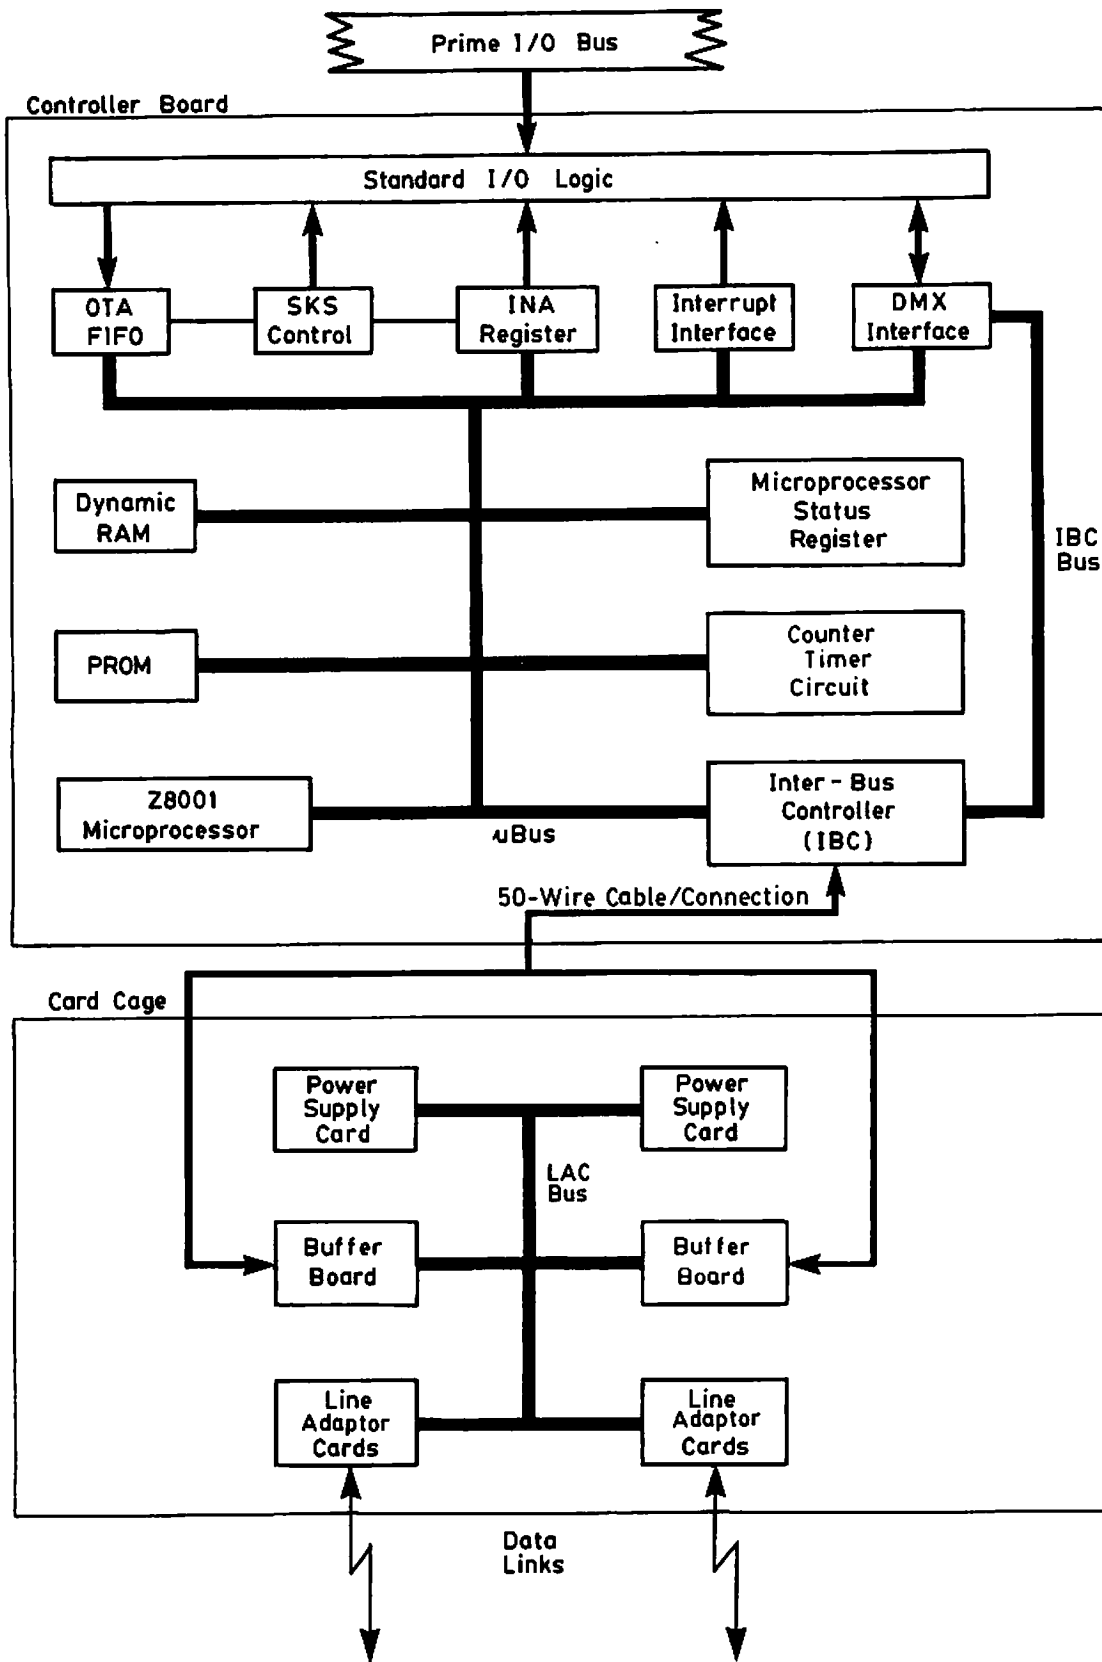 Prime I/O Bus
Controller Board
Standard I/O Logic
OTA
FIFO
SKS
Control
INA
Register
Interrupt
Interface
DMX
Interface
Dynamic
RAM
Microprocessor
Status
Register
IBC
Bus
PROM
Counter
Timer
Circuit
Z8001
Microprocessor
uBus
Inter-Bus
Controller
(IBC)
50-Wire Cable/Connection
Card Cage
Power
Supply
Card
Power
Supply
Card
LAC
Bus
Buffer
Board
Buffer
Board
Line
Adaptor
Cards
Line
Adaptor
Cards
Data
Links